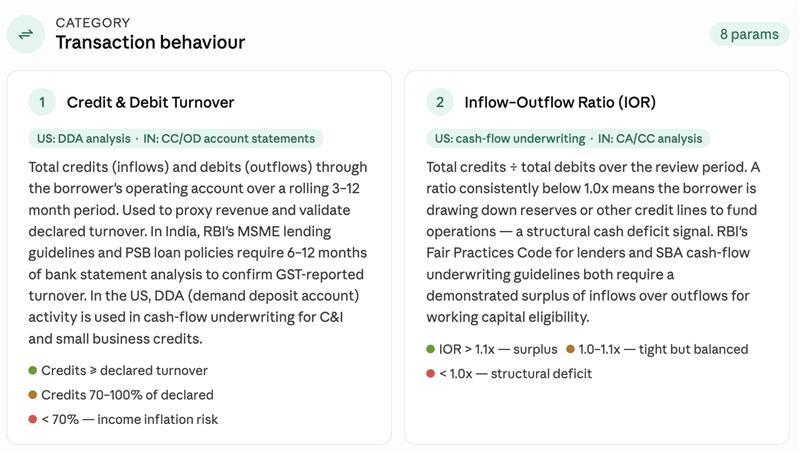 CATEGORY
Transaction behaviour
8 params
1 Credit & Debit Turnover
US: DDA analysis · IN: CC/OD account statements
Total credits (inflows) and debits (outflows) through
the borrower's operating account over a rolling 3–12
month period. Used to proxy revenue and validate
declared turnover. In India, RBI's MSME lending
guidelines and PSB loan policies require 6–12 months
of bank statement analysis to confirm GST-reported
turnover. In the US, DDA (demand deposit account)
activity is used in cash-flow underwriting for C&I
and small business credits.
Credits ≥ declared turnover
Credits 70–100% of declared
< 70% — income inflation risk
2 Inflow–Outflow Ratio (IOR)
US: cash-flow underwriting · IN: CA/CC analysis
Total credits ÷ total debits over the review period. A
ratio consistently below 1.0x means the borrower is
drawing down reserves or other credit lines to fund
operations — a structural cash deficit signal. RBI's
Fair Practices Code for lenders and SBA cash-flow
underwriting guidelines both require a
demonstrated surplus of inflows over outflows for
working capital eligibility.
IOR > 1.1x — surplus 1.0–1.1x — tight but balanced
< 1.0x — structural deficit